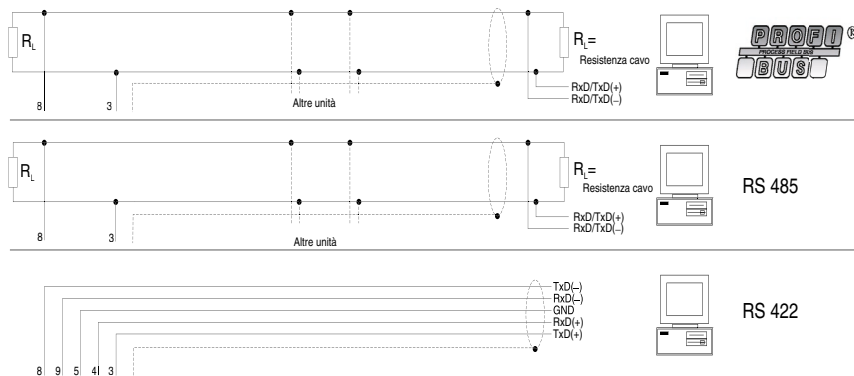 R_L
R_L=
Resistenza cavo
RxD/TxD(+)
RxD/TxD(–)
8
3
Altre unità
PROFI ®
PROCESS FIELD BUS
BUS
R_L
R_L=
Resistenza cavo
RxD/TxD(+)
RxD/TxD(–)
8
3
Altre unità
RS 485
TxD(–)
RxD(–)
GND
RxD(+)
TxD(+)
8 9 5 4 3
RS 422